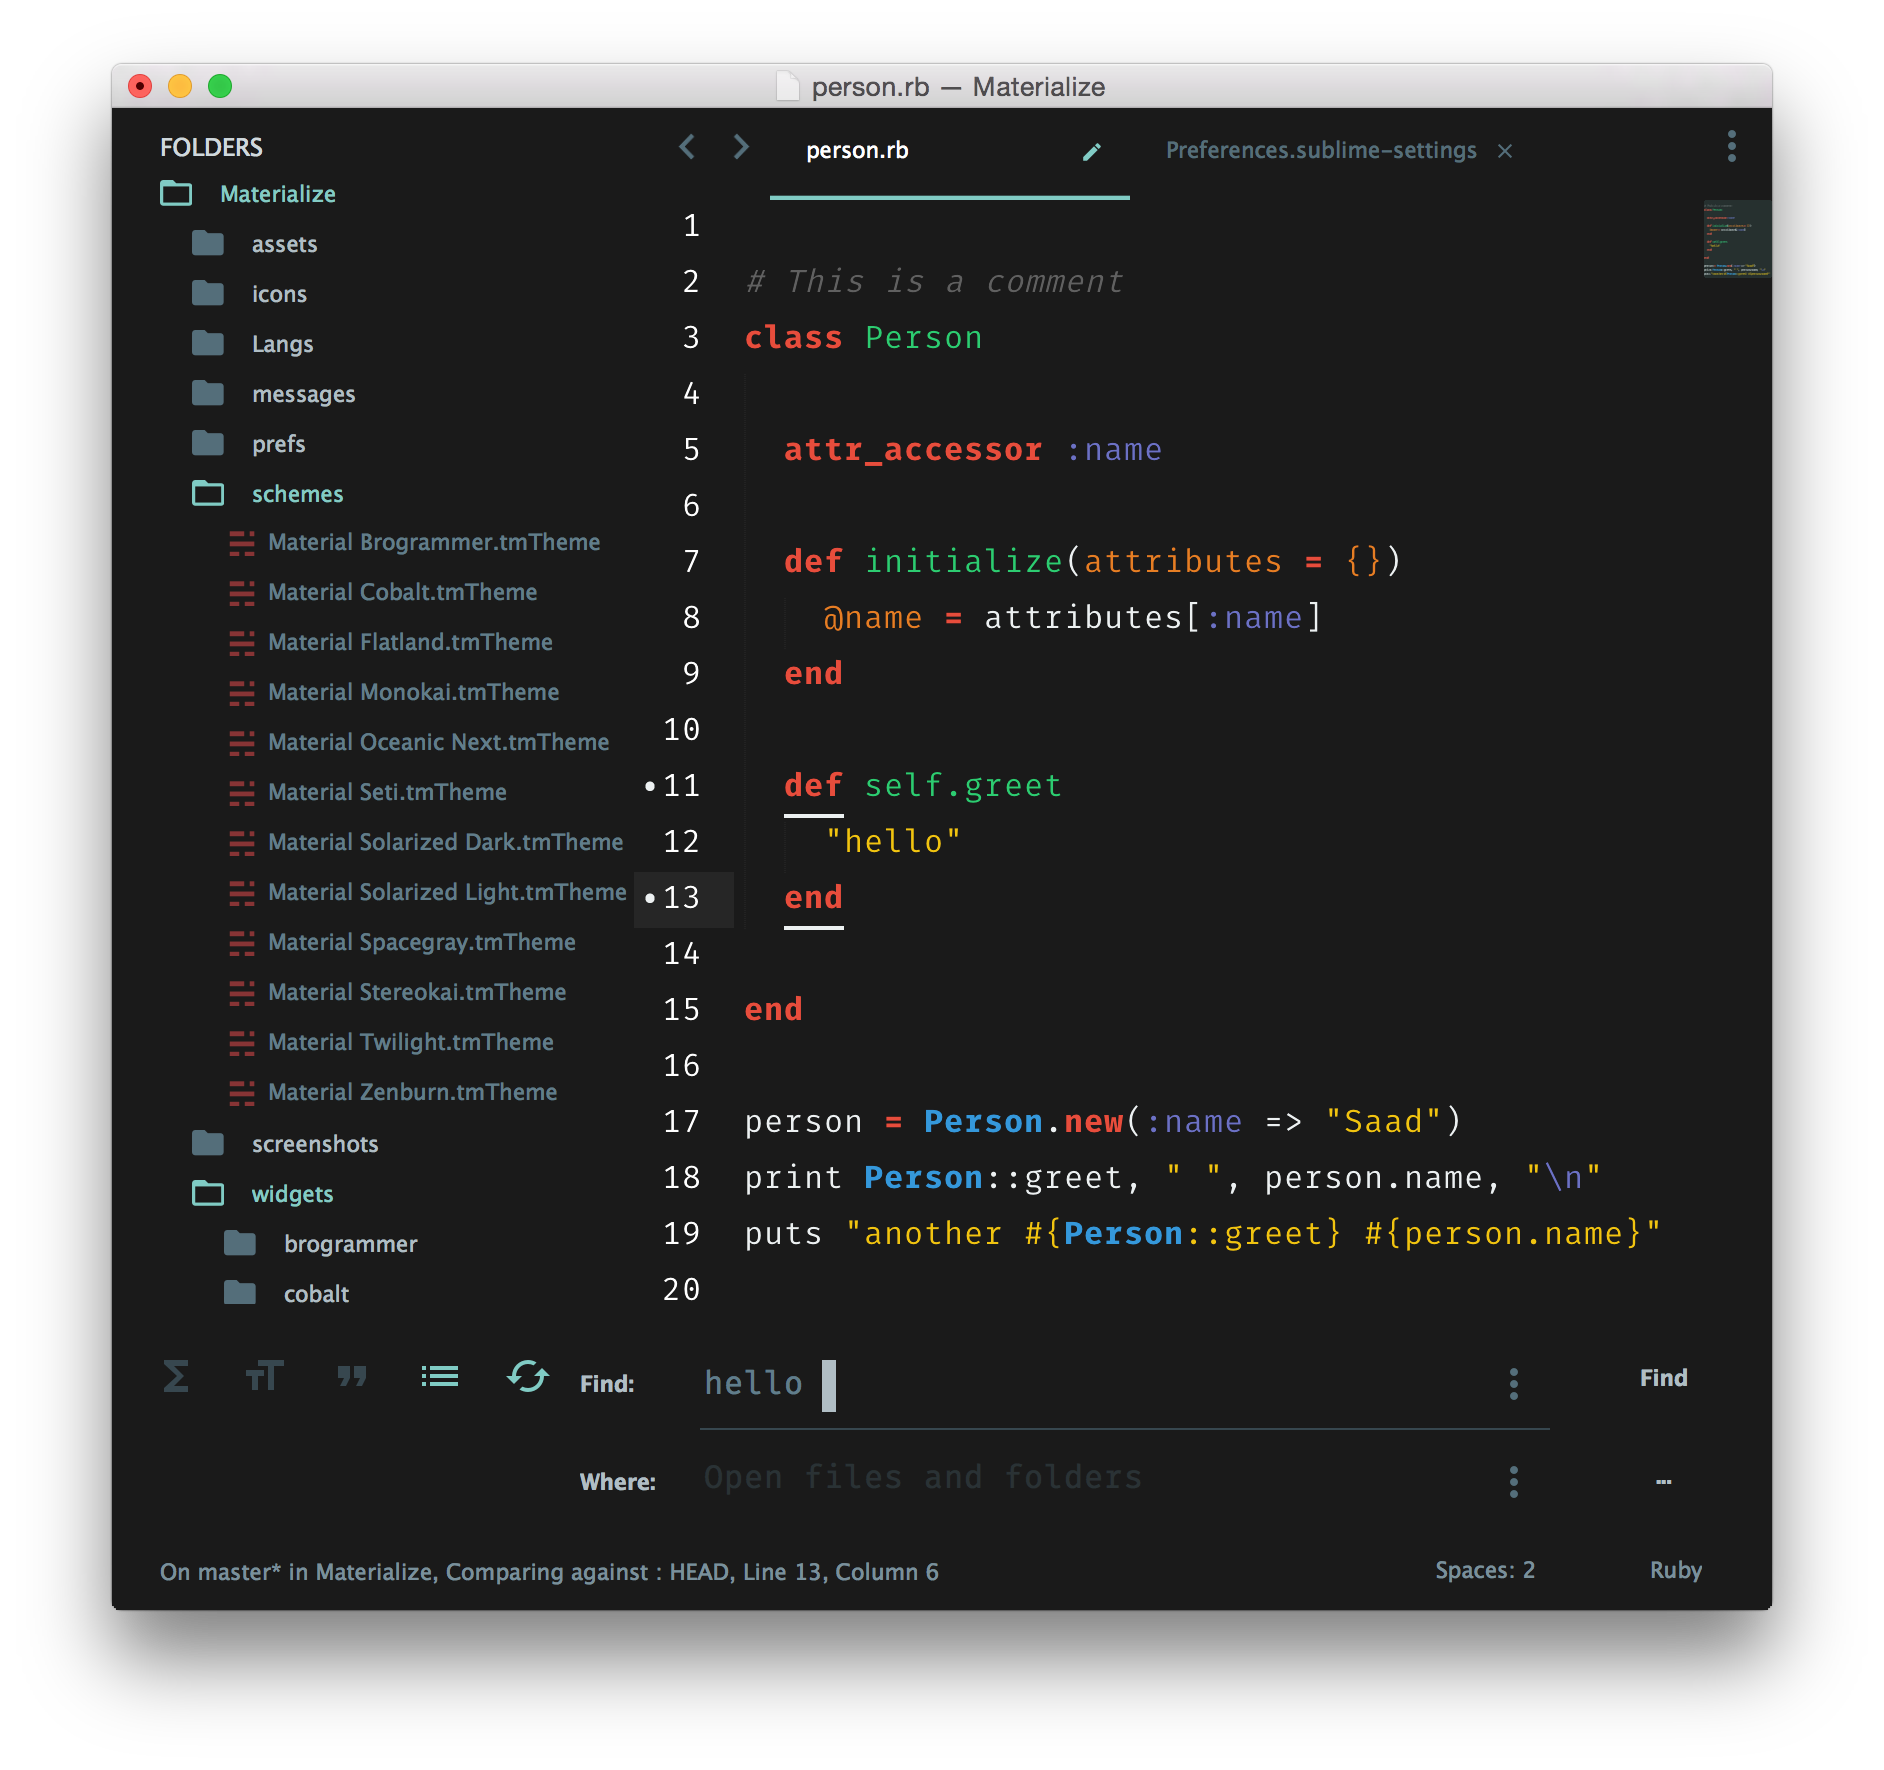 person.rb — Materialize
FOLDERS
Materialize
assets
icons
Langs
messages
prefs
schemes
Material Brogrammer.tmTheme
Material Cobalt.tmTheme
Material Flatland.tmTheme
Material Monokai.tmTheme
Material Oceanic Next.tmTheme
Material Seti.tmTheme
Material Solarized Dark.tmTheme
Material Solarized Light.tmTheme
Material Spacegray.tmTheme
Material Stereokai.tmTheme
Material Twilight.tmTheme
Material Zenburn.tmTheme
screenshots
widgets
brogrammer
cobalt
person.rb
Preferences.sublime-settings ×
1
2 # This is a comment
3 class Person
4
5 attr_accessor :name
6
7 def initialize(attributes = {})
8 @name = attributes[:name]
9 end
10
11 def self.greet
12 "hello"
13 end
14
15 end
16
17 person = Person.new(:name => "Saad")
18 print Person::greet, " ", person.name, "\n"
19 puts "another #{Person::greet} #{person.name}"
20
Find: hello
Find
Where: Open files and folders
...
On master* in Materialize, Comparing against : HEAD, Line 13, Column 6
Spaces: 2
Ruby